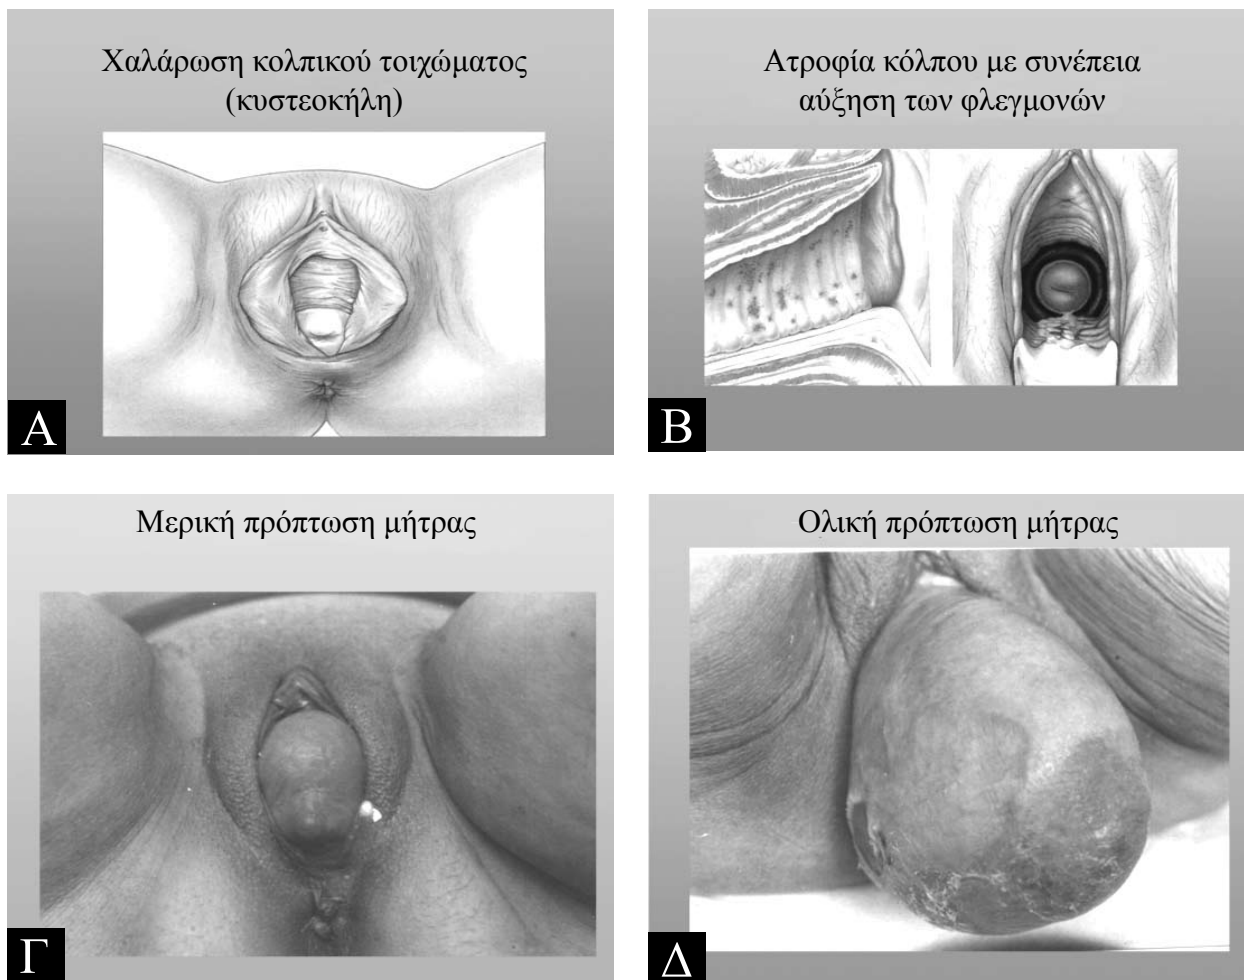 Χαλάρωση κολπικού τοιχώματος
(κυστεοκήλη)
Α
Ατροφία κόλπου με συνέπεια
αύξηση των φλεγμονών
Β
Μερική πρόπτωση μήτρας
Γ
Ολική πρόπτωση μήτρας
Δ